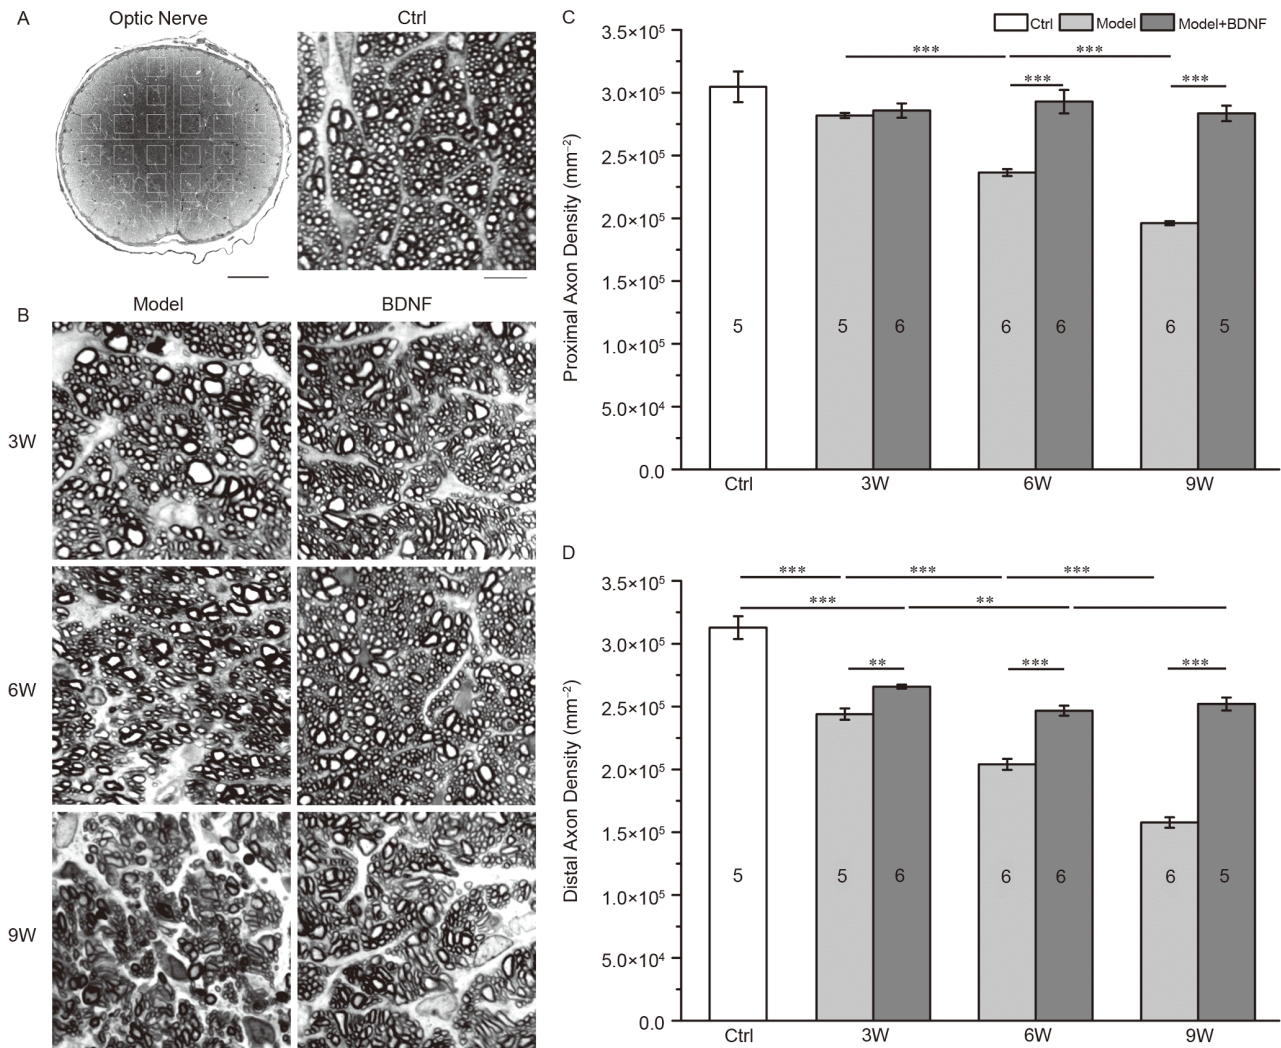 A
Optic Nerve
Ctrl
B
Model
BDNF
3W
6W
9W
C
Ctrl
Model
Model+BDNF
Proximal Axon Density (mm⁻²)
3.5×10⁵
3.0×10⁵
2.5×10⁵
2.0×10⁵
1.5×10⁵
1.0×10⁵
5.0×10⁴
0.0
*** ***
*** ***
5 5 6 6 6 6 5
Ctrl 3W 6W 9W
D
Distal Axon Density (mm⁻²)
3.5×10⁵
3.0×10⁵
2.5×10⁵
2.0×10⁵
1.5×10⁵
1.0×10⁵
5.0×10⁴
0.0
*** *** ***
*** **
** *** ***
5 5 6 6 6 6 5
Ctrl 3W 6W 9W